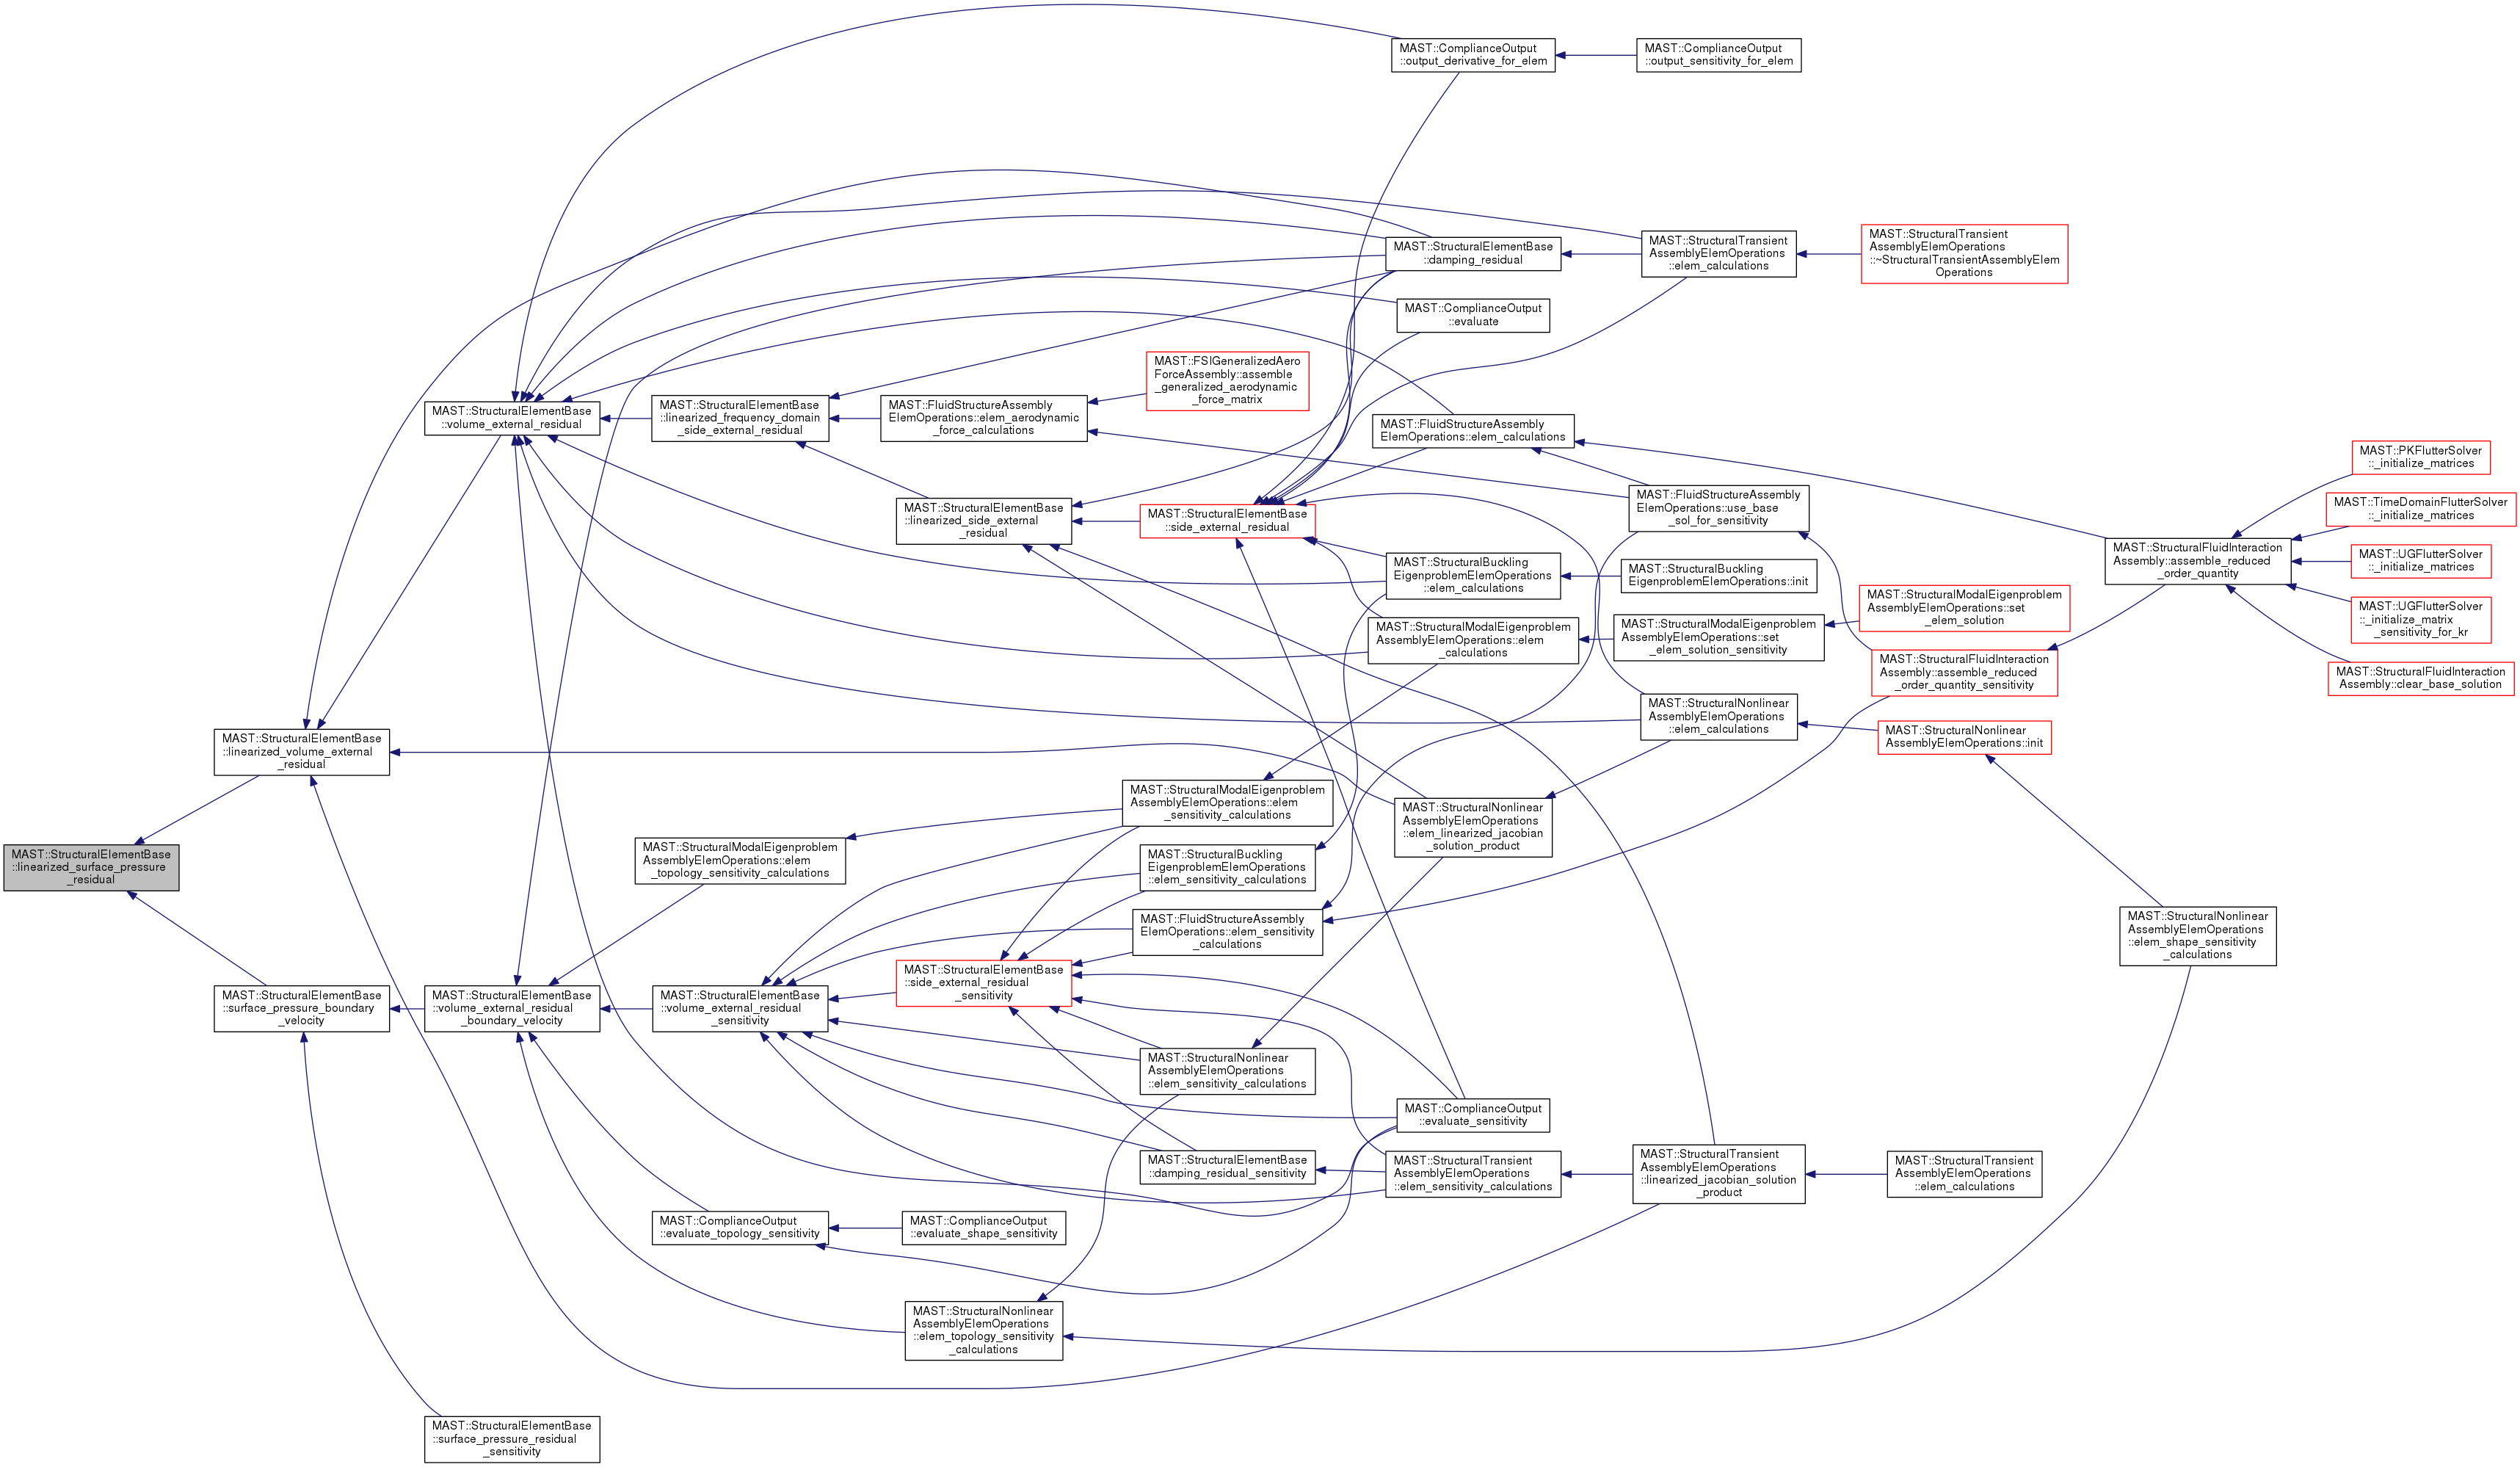 MAST::StructuralElementBase
::linearized_surface_pressure
_residual
MAST::StructuralElementBase
::linearized_volume_external
_residual
MAST::StructuralElementBase
::surface_pressure_boundary
_velocity
MAST::StructuralElementBase
::volume_external_residual
MAST::StructuralElementBase
::volume_external_residual
_boundary_velocity
MAST::StructuralElementBase
::surface_pressure_residual
_sensitivity
MAST::StructuralElementBase
::linearized_frequency_domain
_side_external_residual
MAST::StructuralModalEigenproblem
AssemblyElemOperations::elem
_topology_sensitivity_calculations
MAST::StructuralElementBase
::volume_external_residual
_sensitivity
MAST::ComplianceOutput
::evaluate_topology_sensitivity
MAST::FluidStructureAssembly
ElemOperations::elem_aerodynamic
_force_calculations
MAST::StructuralElementBase
::linearized_side_external
_residual
MAST::StructuralElementBase
::side_external_residual
_sensitivity
MAST::ComplianceOutput
::evaluate_shape_sensitivity
MAST::StructuralNonlinear
AssemblyElemOperations
::elem_topology_sensitivity
_calculations
MAST::FSIGeneralizedAero
ForceAssembly::assemble
_generalized_aerodynamic
_force_matrix
MAST::StructuralElementBase
::side_external_residual
MAST::StructuralModalEigenproblem
AssemblyElemOperations::elem
_sensitivity_calculations
MAST::StructuralBuckling
EigenproblemElemOperations
::elem_sensitivity_calculations
MAST::FluidStructureAssembly
ElemOperations::elem_sensitivity
_calculations
MAST::StructuralNonlinear
AssemblyElemOperations
::elem_sensitivity_calculations
MAST::StructuralElementBase
::damping_residual_sensitivity
MAST::ComplianceOutput
::output_derivative_for_elem
MAST::StructuralElementBase
::damping_residual
MAST::ComplianceOutput
::evaluate
MAST::FluidStructureAssembly
ElemOperations::elem_calculations
MAST::StructuralBuckling
EigenproblemElemOperations
::elem_calculations
MAST::StructuralModalEigenproblem
AssemblyElemOperations::elem
_calculations
MAST::StructuralNonlinear
AssemblyElemOperations
::elem_linearized_jacobian
_solution_product
MAST::ComplianceOutput
::evaluate_sensitivity
MAST::StructuralTransient
AssemblyElemOperations
::elem_sensitivity_calculations
MAST::ComplianceOutput
::output_sensitivity_for_elem
MAST::StructuralTransient
AssemblyElemOperations
::elem_calculations
MAST::FluidStructureAssembly
ElemOperations::use_base
_sol_for_sensitivity
MAST::StructuralBuckling
EigenproblemElemOperations::init
MAST::StructuralModalEigenproblem
AssemblyElemOperations::set
_elem_solution_sensitivity
MAST::StructuralNonlinear
AssemblyElemOperations
::elem_calculations
MAST::StructuralTransient
AssemblyElemOperations
::linearized_jacobian_solution
_product
MAST::StructuralTransient
AssemblyElemOperations
::~StructuralTransientAssemblyElem
Operations
MAST::StructuralModalEigenproblem
AssemblyElemOperations::set
_elem_solution
MAST::StructuralFluidInteraction
Assembly::assemble_reduced
_order_quantity_sensitivity
MAST::StructuralNonlinear
AssemblyElemOperations::init
MAST::StructuralTransient
AssemblyElemOperations
::elem_calculations
MAST::StructuralFluidInteraction
Assembly::assemble_reduced
_order_quantity
MAST::StructuralNonlinear
AssemblyElemOperations
::elem_shape_sensitivity
_calculations
MAST::PKFlutterSolver
::_initialize_matrices
MAST::TimeDomainFlutterSolver
::_initialize_matrices
MAST::UGFlutterSolver
::_initialize_matrices
MAST::UGFlutterSolver
::_initialize_matrix
_sensitivity_for_kr
MAST::StructuralFluidInteraction
Assembly::clear_base_solution